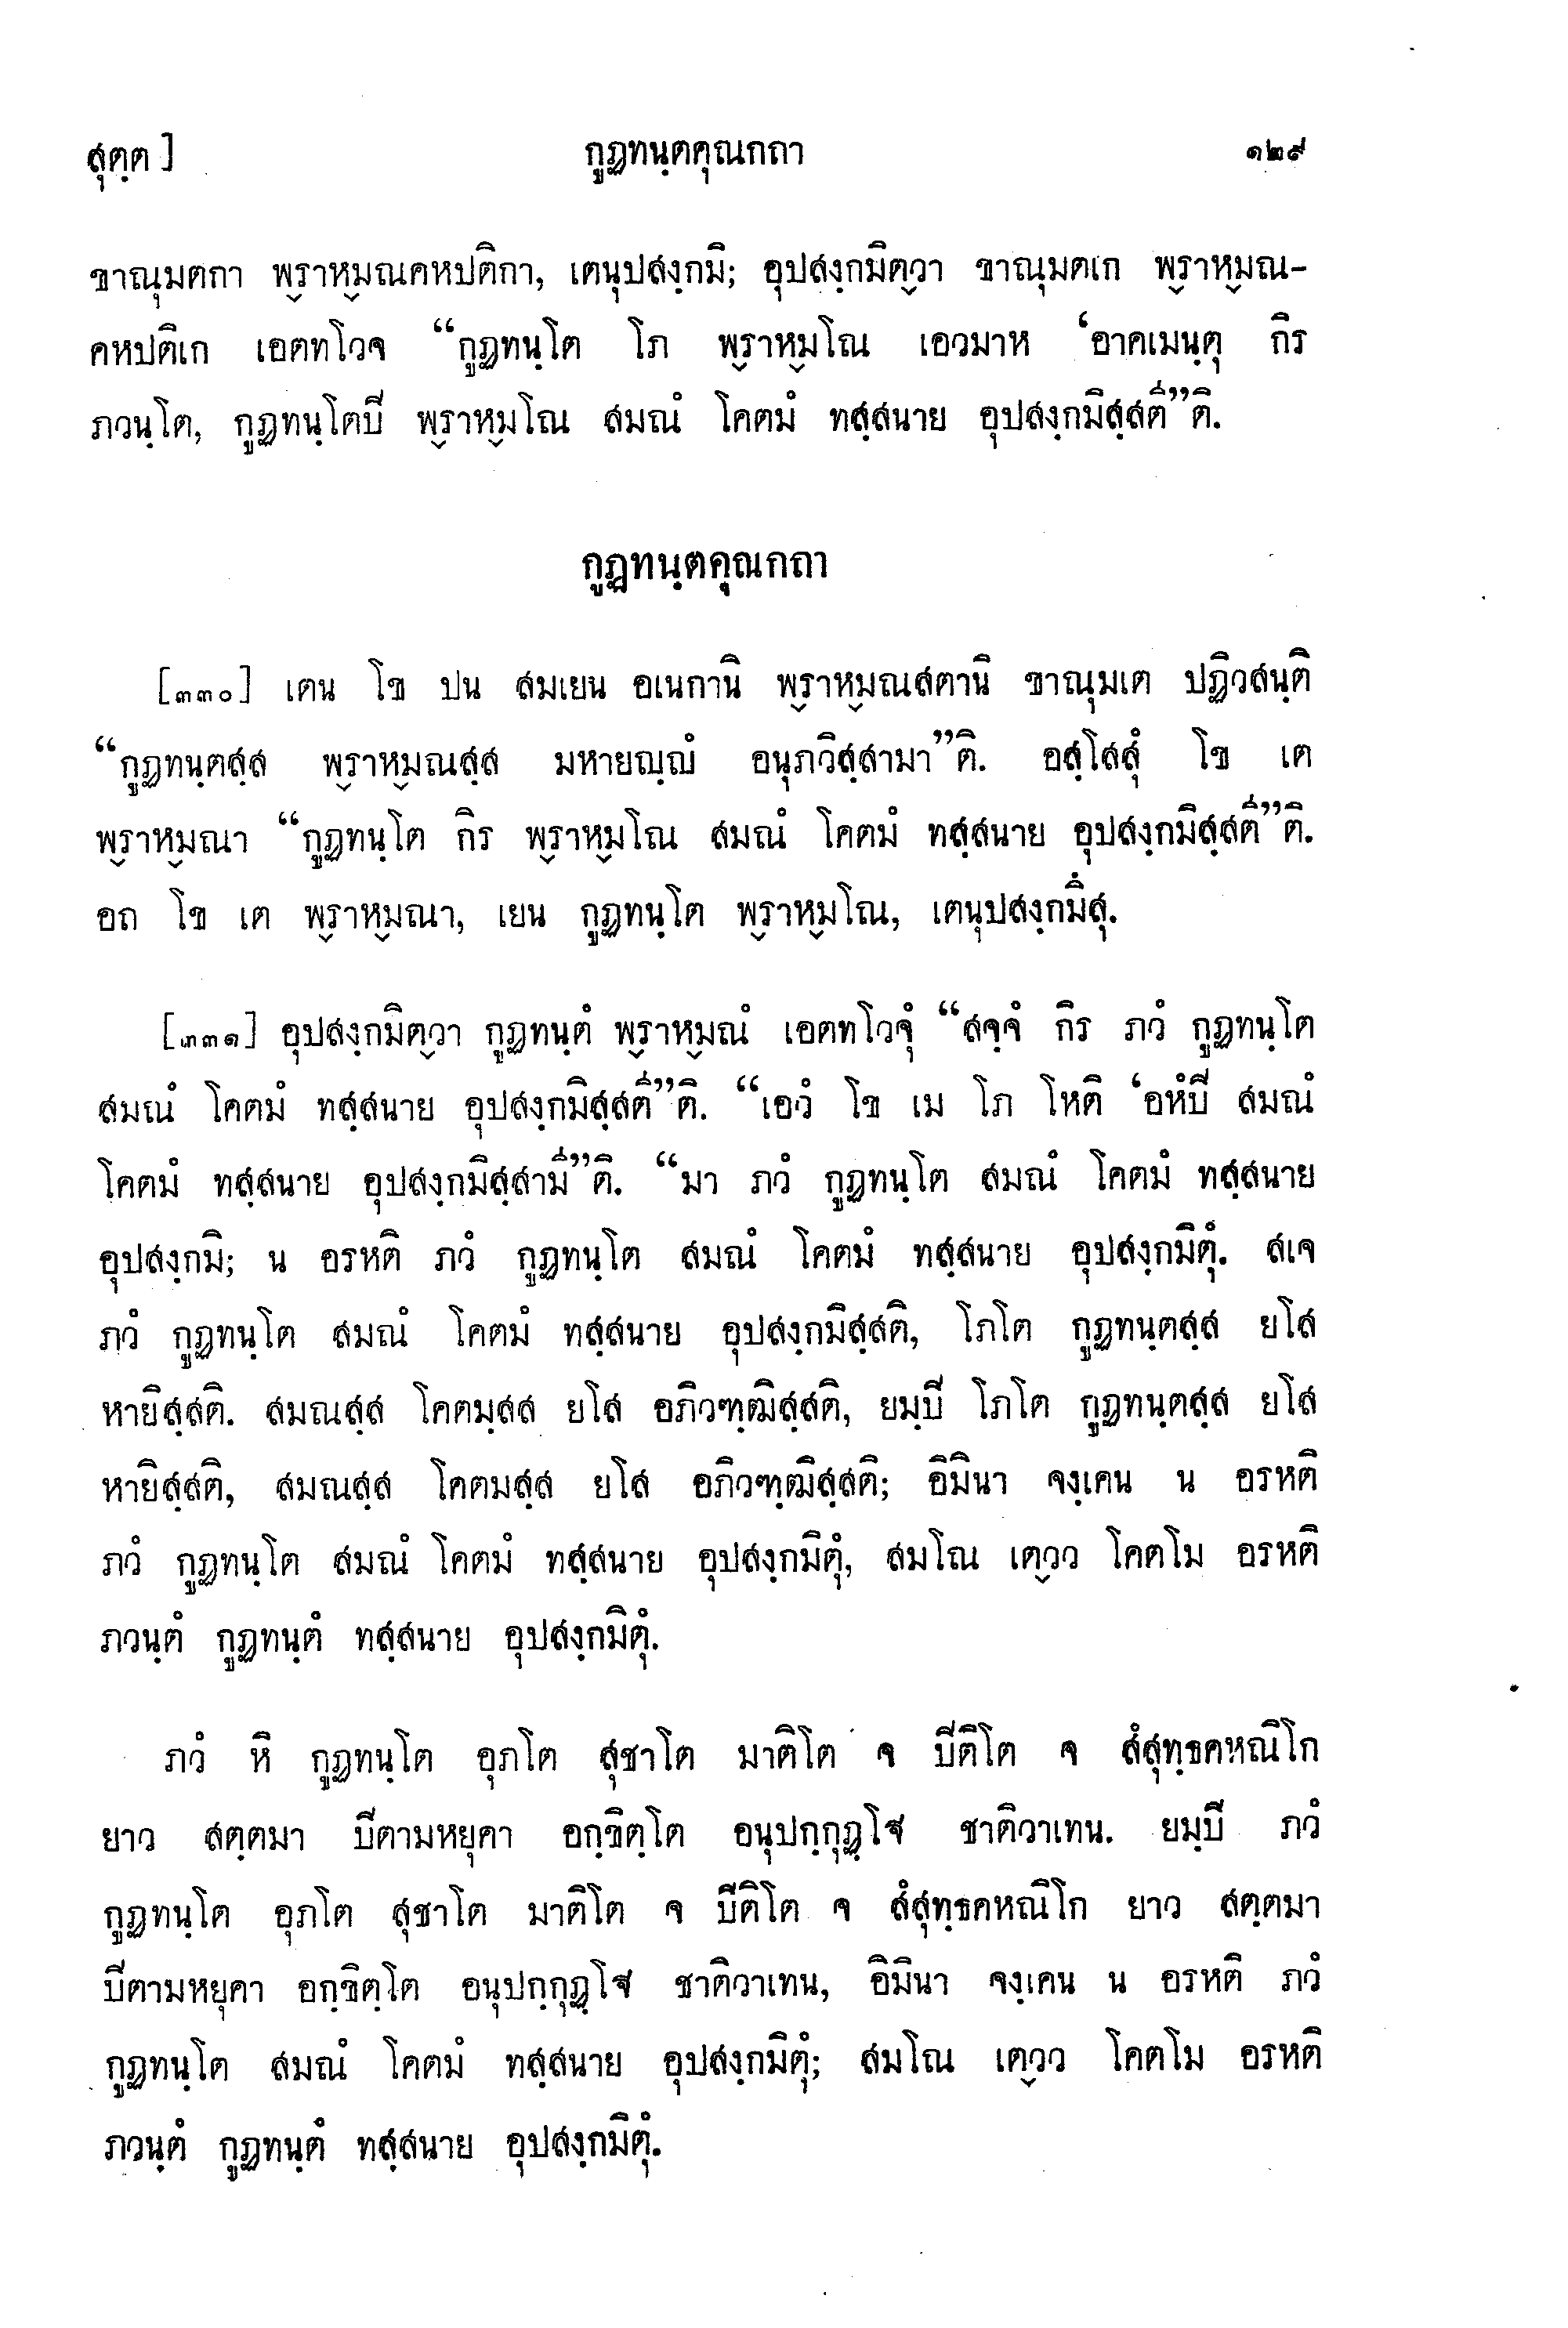 สุตฺต] กูฏทนฺตคุณกถา ๑๒๙
ขาณุมตกา พฺ๎ราหฺ๎มณคหปติกา, เตนุปสงฺกมิ; อุปสงฺกมิตฺ๎วา ขาณุมตเก พฺ๎ราหฺ๎มณ-
คหปติเก เอตทโวจ “กูฏทนฺโต โภ พฺ๎ราหฺ๎มโณ เอวมาห ‘อาคเมนฺตุ กิร
ภวนฺโต, กูฏทนฺโตปี พฺ๎ราหฺ๎มโณ สมณํ โคตมํ ทสฺสนาย อุปสงฺกมิสฺสตี่”ติ.
กูฏทนฺตคุณกถา
[๓๓๐] เตน โข ปน สมเยน อเนกานิ พฺ๎ราหฺ๎มณสตานิ ขาณุมเต ปฏิวสนฺติ
“กูฏทนฺตสฺส พฺ๎ราหฺ๎มณสฺส มหายญฺญํ อนุภวิสฺสามา”ติ. อสฺโสสุํ โข เต
พฺ๎ราหฺ๎มณา “กูฏทนฺโต กิร พฺ๎ราหฺ๎มโณ สมณํ โคตมํ ทสฺสนาย อุปสงฺกมิสฺสตี่”ติ.
อถ โข เต พฺ๎ราหฺ๎มณา, เยน กูฏทนฺโต พฺ๎ราหฺ๎มโณ, เตนุปสงฺกมึสุ.
[๓๓๑] อุปสงฺกมิตฺ๎วา กูฏทนฺตํ พฺ๎ราหฺ๎มณํ เอตทโวจุํ “สจฺจํ กิร ภวํ กูฏทนฺโต
สมณํ โคตมํ ทสฺสนาย อุปสงฺกมิสฺสตี่”ติ. “เอวํ โข เม โภ โหติ ‘อหํปี สมณํ
โคตมํ ทสฺสนาย อุปสงฺกมิสฺสามี่”ติ. “มา ภวํ กูฏทนฺโต สมณํ โคตมํ ทสฺสนาย
อุปสงฺกมิ; น อรหติ ภวํ กูฏทนฺโต สมณํ โคตมํ ทสฺสนาย อุปสงฺกมิตุํ. สเจ
ภวํ กูฏทนฺโต สมณํ โคตมํ ทสฺสนาย อุปสงฺกมิสฺสติ, โภโต กูฏทนฺตสฺส ยโส
หายิสฺสติ. สมณสฺส โคตมฺสส ยโส อภิวฑฺฒิสฺสติ, ยมฺปี โภโต กูฏทนฺตสฺส ยโส
หายิสฺสติ, สมณสฺส โคตมสฺส ยโส อภิวฑฺฒิสฺสติ; อิมินา จงฺเคน น อรหติ
ภวํ กูฏทนฺโต สมณํ โคตมํ ทสฺสนาย อุปสงฺกมิตุํ, สมโณ เตฺ๎วว โคตโม อรหติ
ภวนฺตํ กูฏทนฺตํ ทสฺสนาย อุปสงฺกมิตุํ.
ภวํ หิ กูฏทนฺโต อุภโต สุชาโต มาติโต จ ปีติโต จ สํสุทฺธคหณิโก
ยาว สตฺตมา ปีตามหยุคา อกฺขิตฺโต อนุปกฺกุฏฺโฐ ชาติวาเทน. ยมฺปี ภวํ
กูฏทนฺโต อุภโต สุชาโต มาติโต จ ปีติโต จ สํสุทฺธคหณิโก ยาว สตฺตมา
ปีตามหยุคา อกฺขิตฺโต อนุปกฺกุฏฺโฐ ชาติวาเทน, อิมินา จงฺเคน น อรหติ ภวํ
กูฏทนฺโต สมณํ โคตมํ ทสฺสนาย อุปสงฺกมิตุํ; สมโณ เตฺ๎วว โคตโม อรหติ
ภวนฺตํ กูฏทนฺตํ ทสฺสนาย อุปสงฺกมิตุํ.